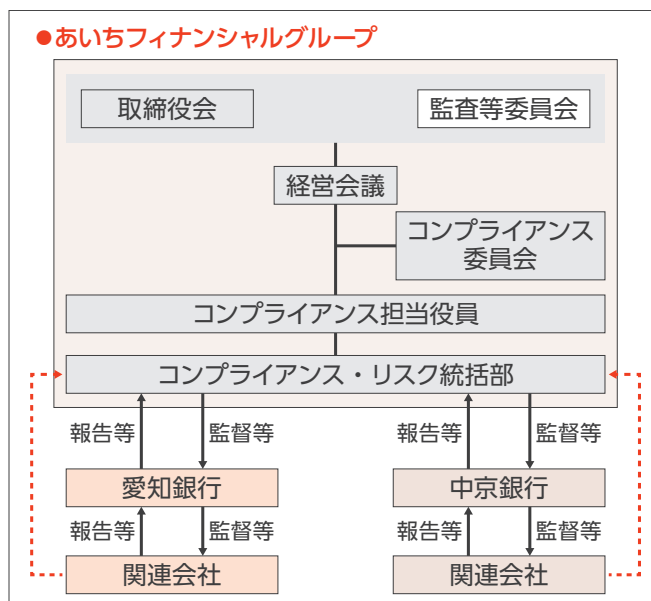 ●あいちフィナンシャルグループ
取締役会
監査等委員会
経営会議
コンプライアンス
委員会
コンプライアンス担当役員
コンプライアンス・リスク統括部
報告等
監督等
報告等
監督等
愛知銀行
中京銀行
報告等
監督等
報告等
監督等
関連会社
関連会社